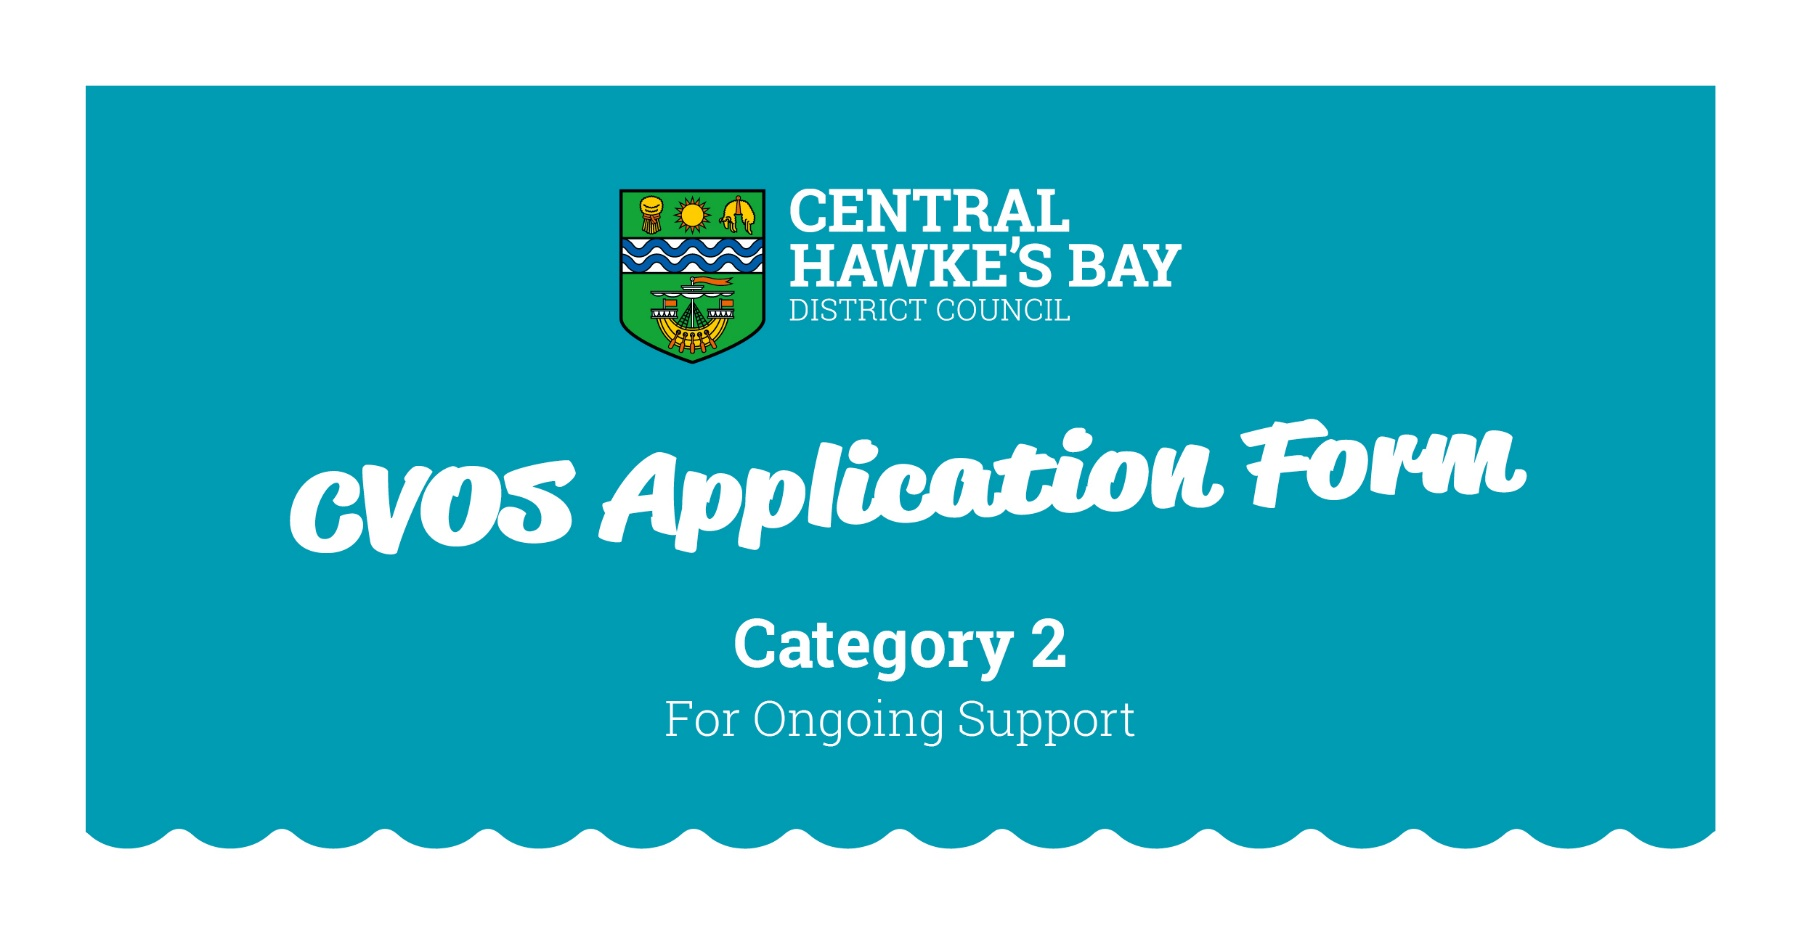 CENTRAL
HAWKE'S BAY
DISTRICT COUNCIL
CVOS Application Form
Category 2
For Ongoing Support